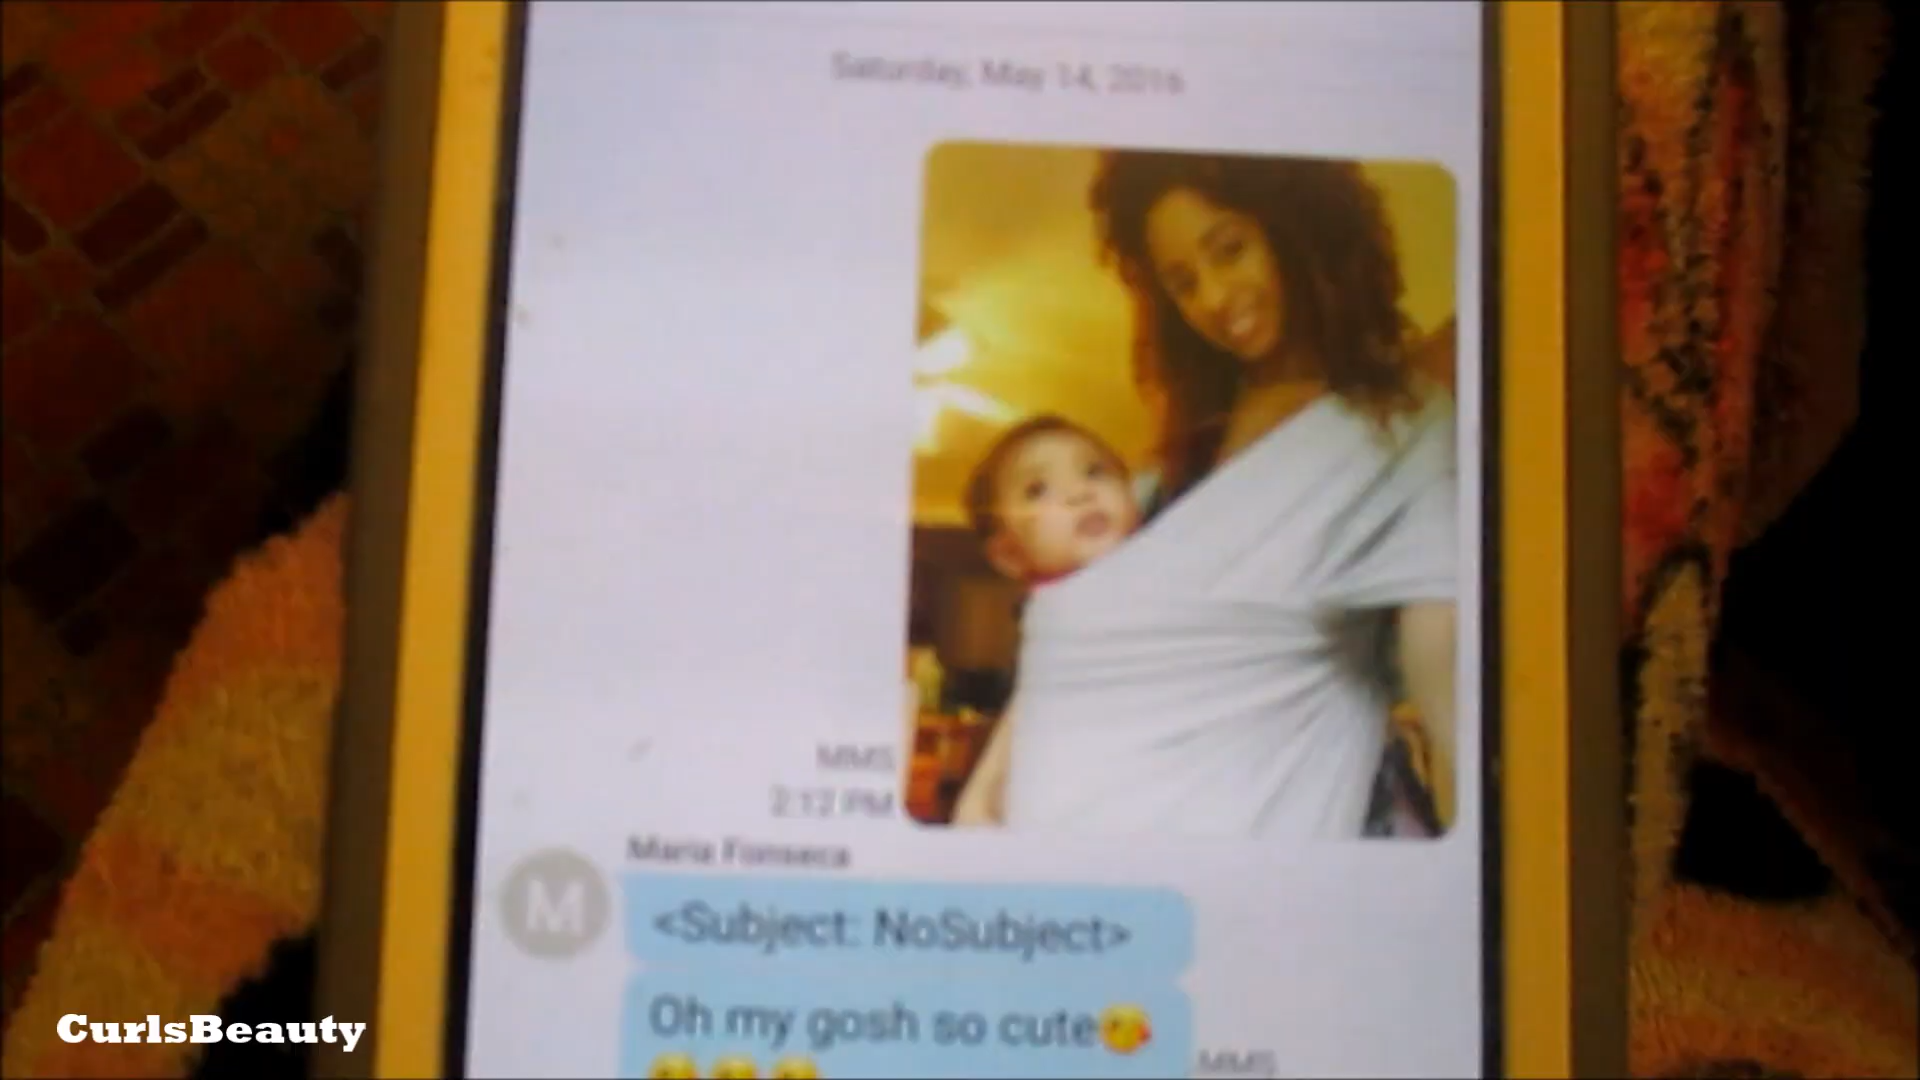 Saturday, May 14, 2016
MMS
2:12 PM
Maria Fonseca
M
<Subject: NoSubject>
Oh my gosh so cute😘
MMS
CurlsBeauty